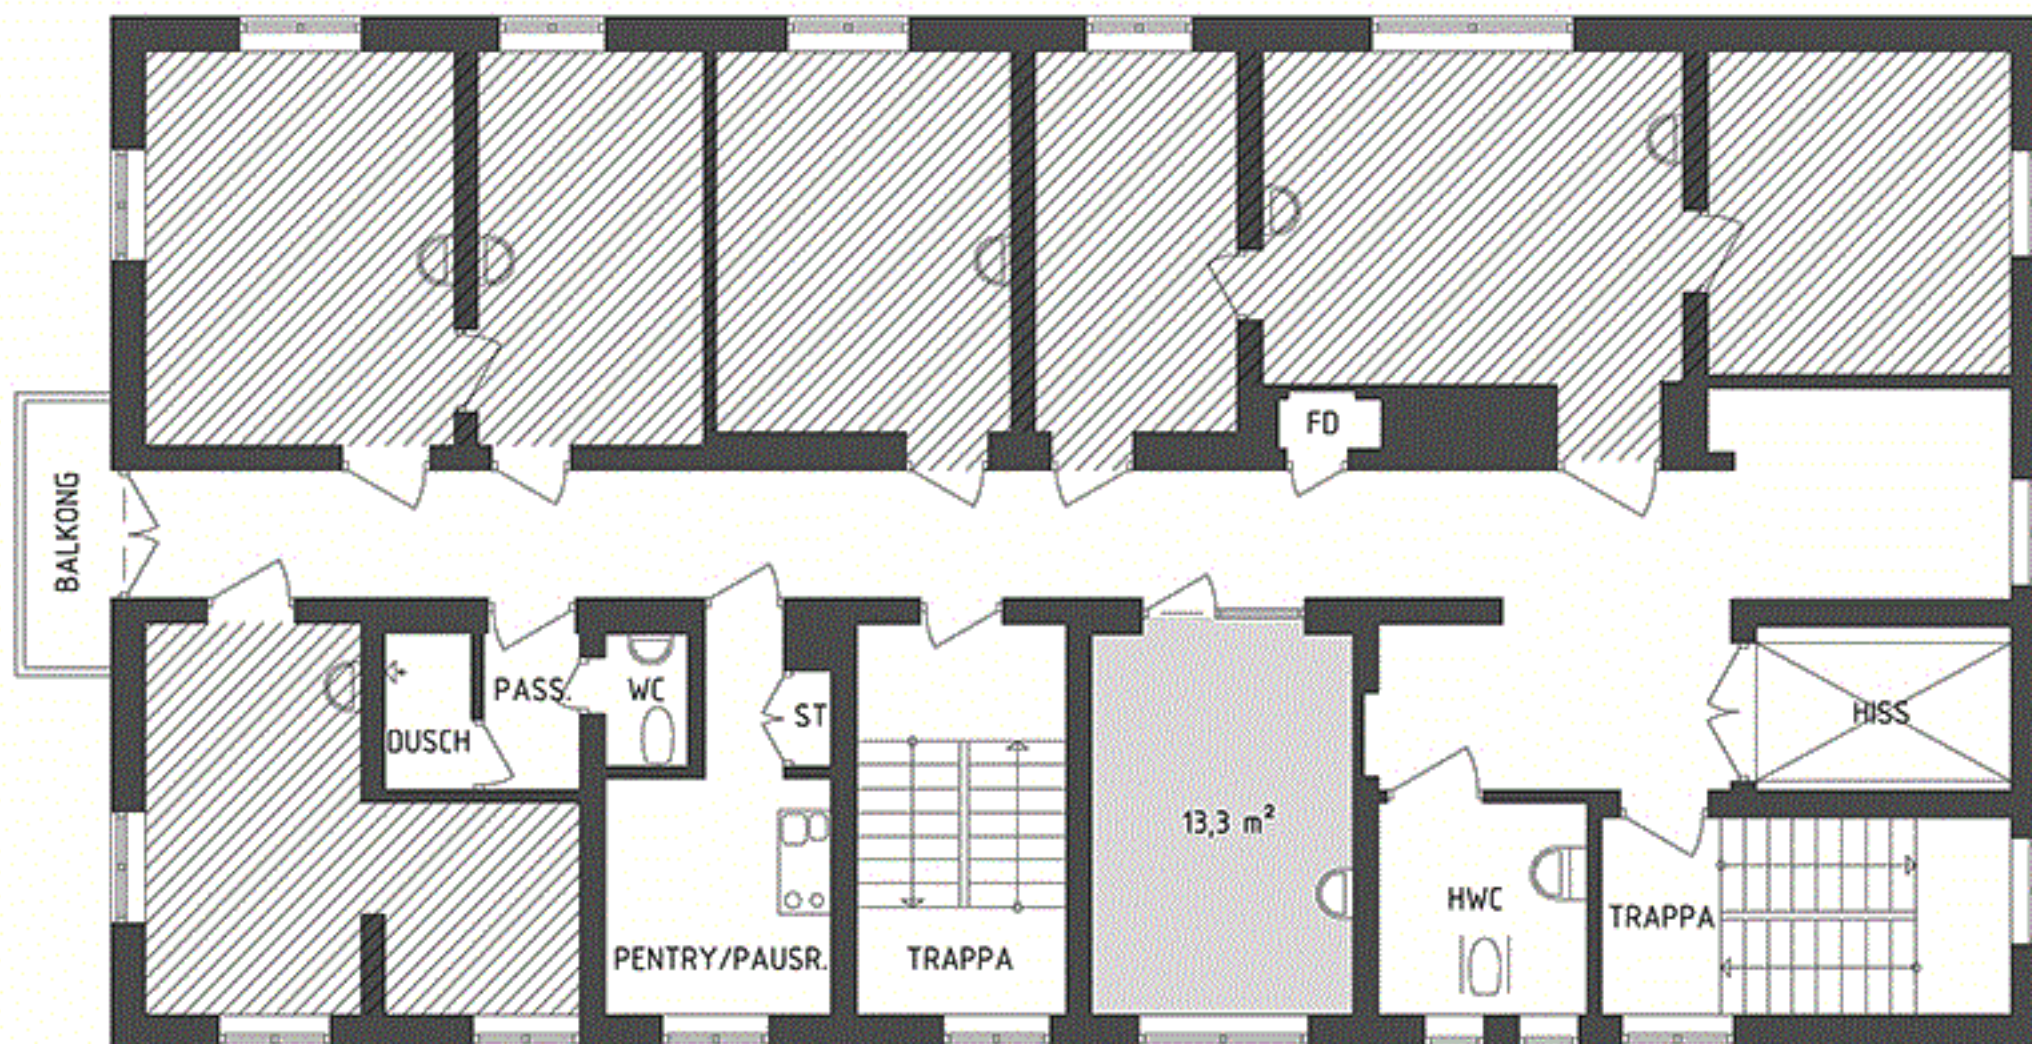 FD
BALKONG
PASS.
WC
ST
DUSCH
HISS
13,3 m²
HWC
TRAPPA
PENTRY/PAUSR.
TRAPPA